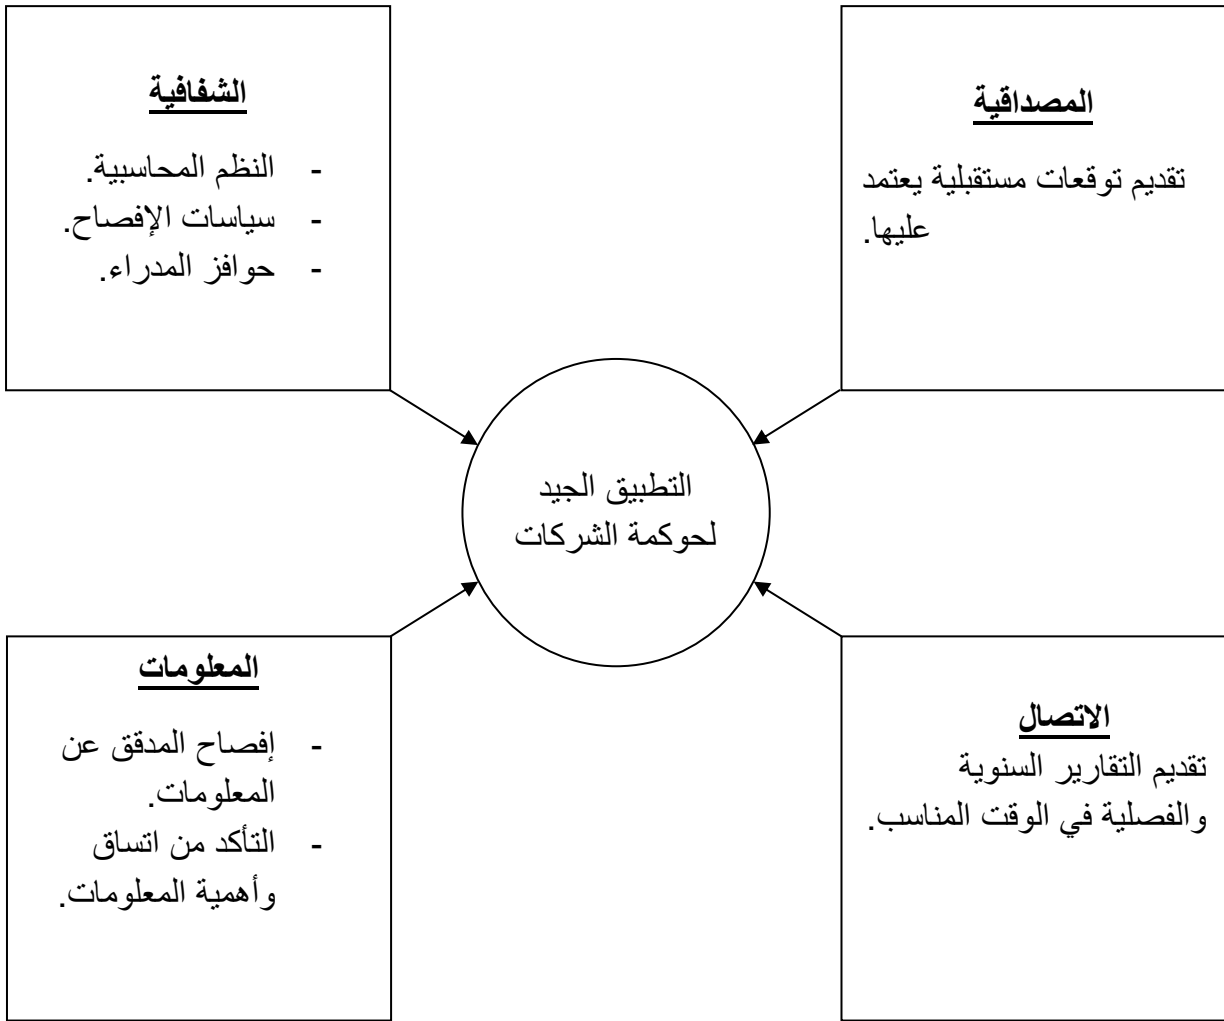 المصداقية
تقديم توقعات مستقبلية يعتمد
عليها.
الشفافية
- النظم المحاسبية.
- سياسات الإفصاح.
- حوافز المدراء.
التطبيق الجيد
لحوكمة الشركات
الاتصال
تقديم التقارير السنوية
والفصلية في الوقت المناسب.
المعلومات
- إفصاح المدقق عن
المعلومات.
- التأكد من اتساق
وأهمية المعلومات.